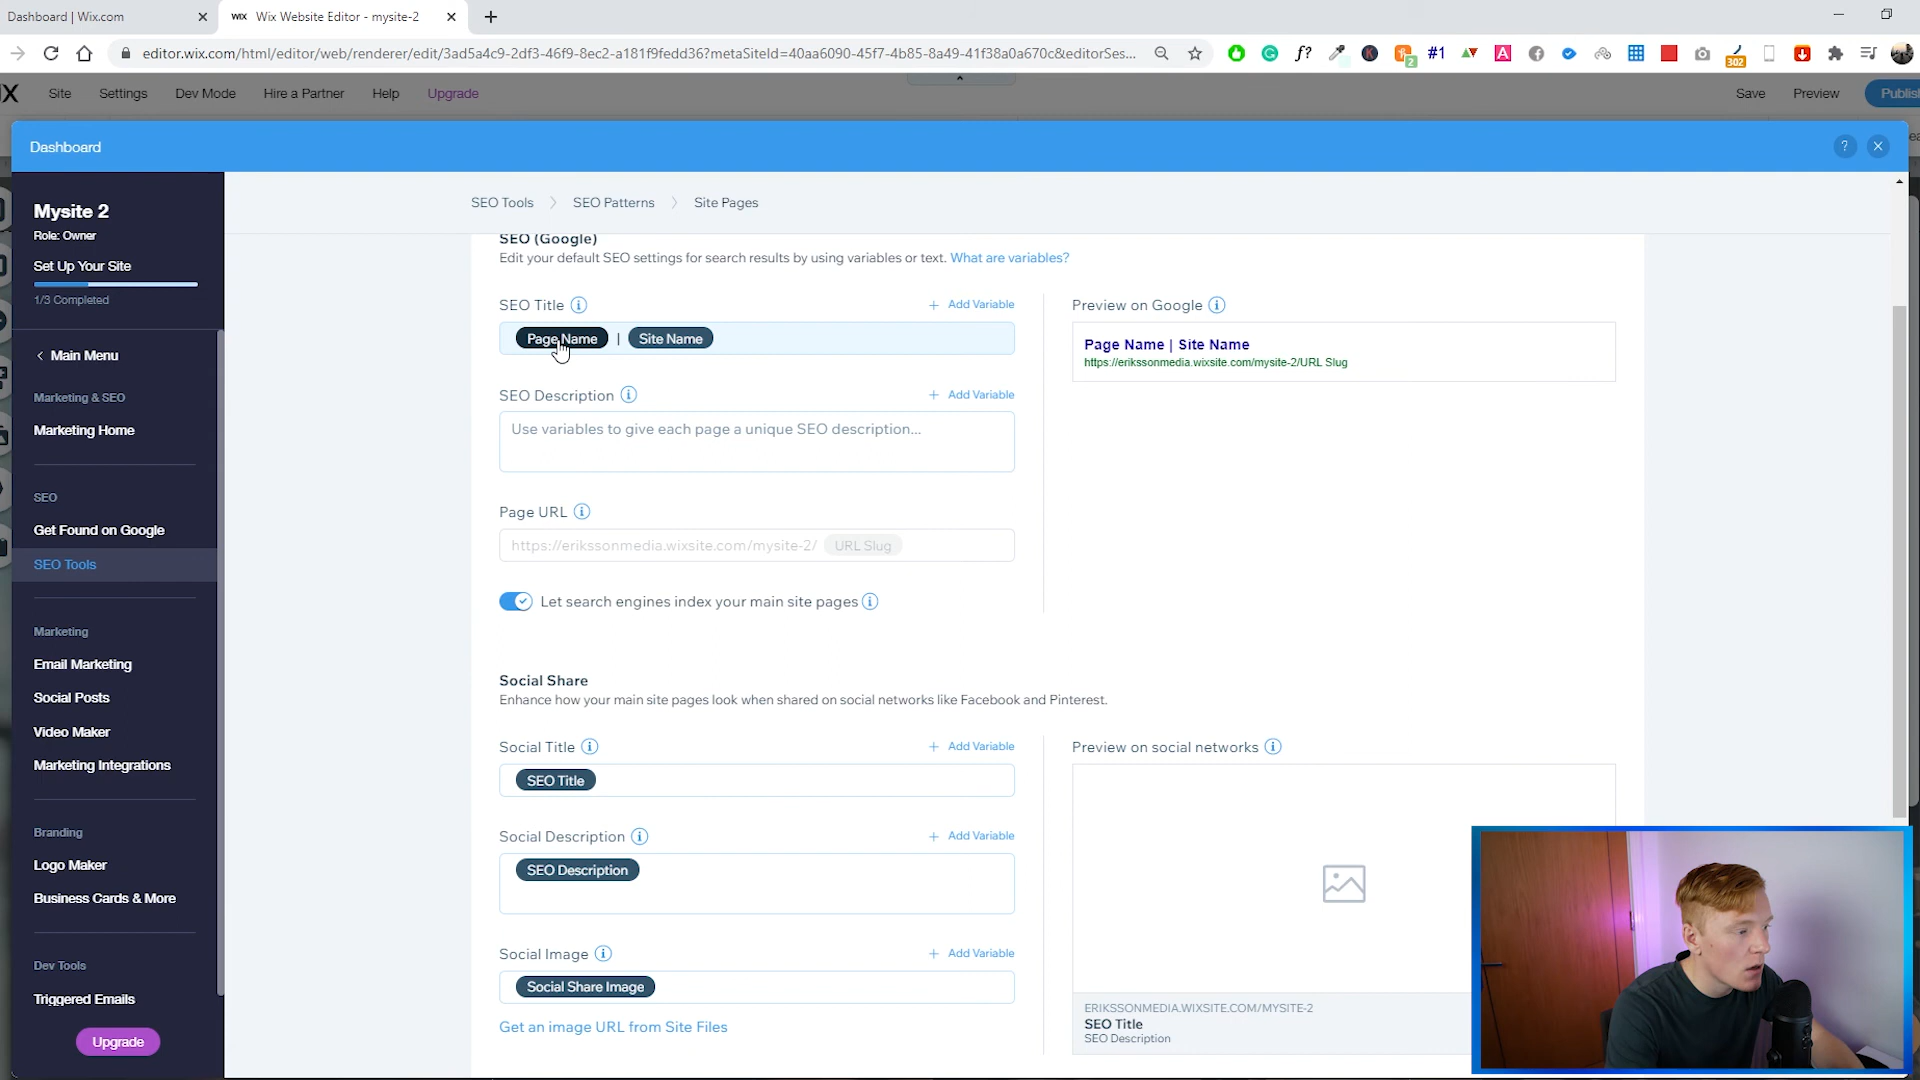 Dashboard | Wix.com
WIX Wix Website Editor - mysite-2
editor.wix.com/html/editor/web/renderer/edit/3ad5a4c9-2df3-46f9-8ec2-a181f9fedd36?metaSiteId=40aa6090-45f7-4b85-8a49-41f38a0a670c&editorSes...
f? K 2 #1 A 302
Site Settings Dev Mode Hire a Partner Help Upgrade Save Preview Publis
Dashboard
?
Mysite 2
Role: Owner
Set Up Your Site
1/3 Completed
Main Menu
Marketing & SEO
Marketing Home
SEO
Get Found on Google
SEO Tools
Marketing
Email Marketing
Social Posts
Video Maker
Marketing Integrations
Branding
Logo Maker
Business Cards & More
Dev Tools
Triggered Emails
Upgrade
SEO Tools > SEO Patterns > Site Pages
SEO (Google)
Edit your default SEO settings for search results by using variables or text. What are variables?
SEO Title + Add Variable
Page Name | Site Name
SEO Description + Add Variable
Use variables to give each page a unique SEO description...
Page URL
https://erikssonmedia.wixsite.com/mysite-2/ URL Slug
Let search engines index your main site pages
Preview on Google
Page Name | Site Name
https://erikssonmedia.wixsite.com/mysite-2/URL Slug
Social Share
Enhance how your main site pages look when shared on social networks like Facebook and Pinterest.
Social Title + Add Variable
SEO Title
Social Description + Add Variable
SEO Description
Social Image + Add Variable
Social Share Image
Get an image URL from Site Files
Preview on social networks
ERIKSSONMEDIA.WIXSITE.COM/MYSITE-2
SEO Title
SEO Description